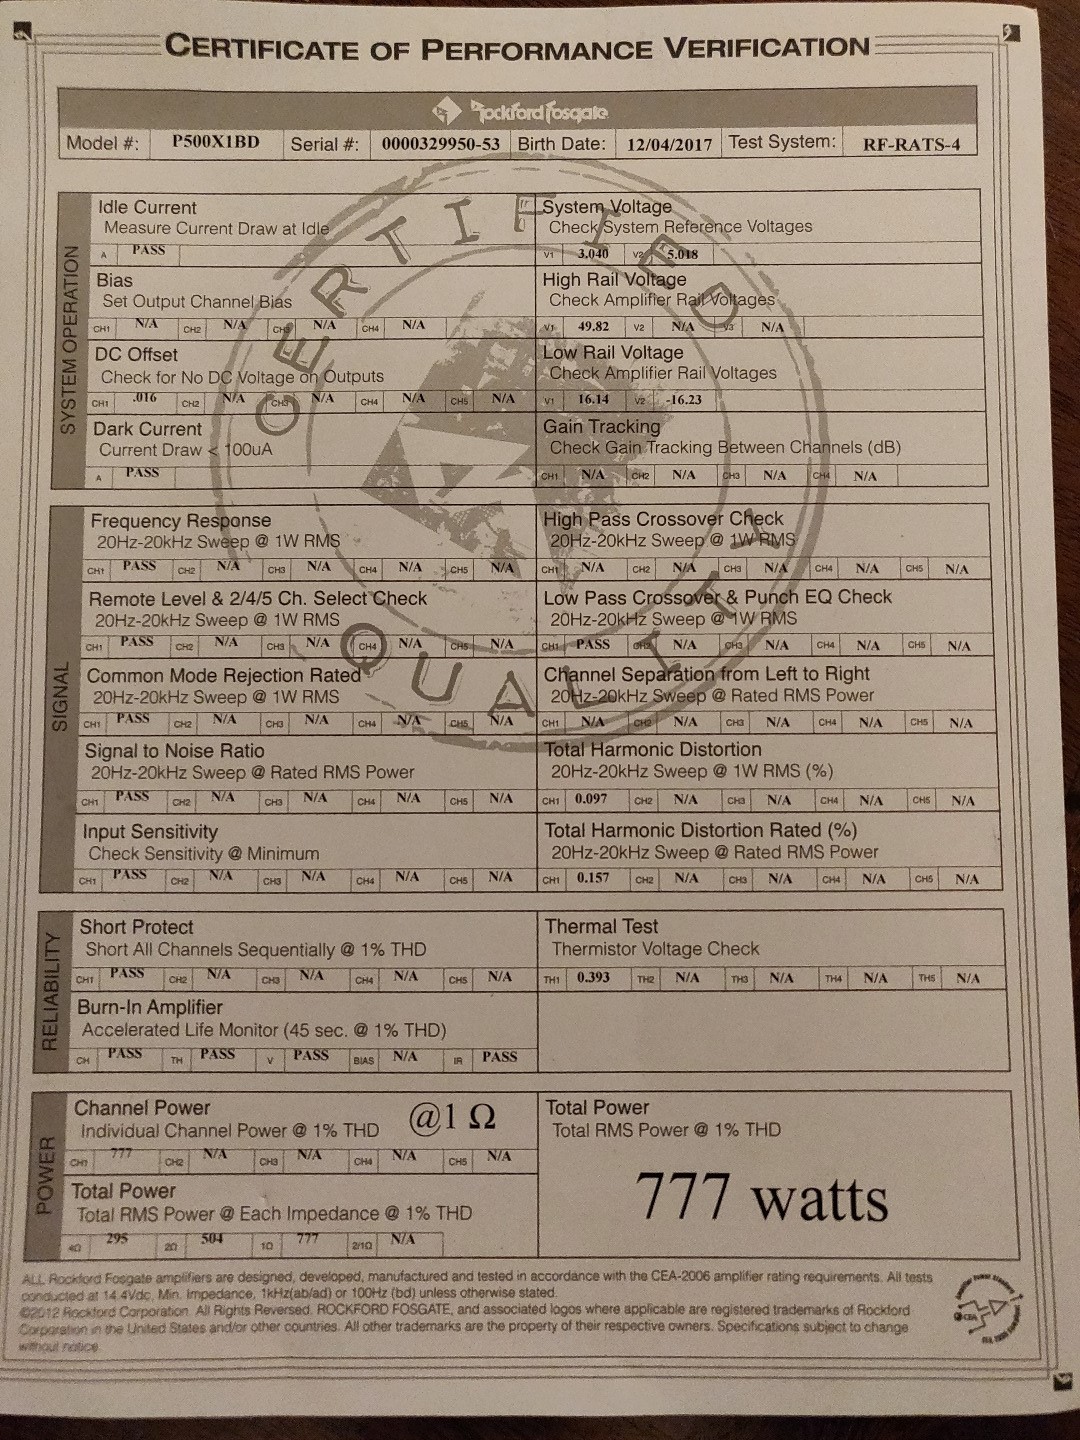 CERTIFICATE OF PERFORMANCE VERIFICATION
Rockford Fosgate
Model #: P500X1BD Serial #: 0000329950-53 Birth Date: 12/04/2017 Test System: RF-RATS-4
CERTIFIED
QUALITY
SYSTEM OPERATION
Idle Current
Measure Current Draw at Idle
A PASS
System Voltage
Check System Reference Voltages
V1 3.040 V2 5.018
Bias
Set Output Channel Bias
CH1 N/A CH2 N/A CH3 N/A CH4 N/A
High Rail Voltage
Check Amplifier Rail Voltages
V1 49.82 V2 N/A V3 N/A
DC Offset
Check for No DC Voltage on Outputs
CH1 .016 CH2 N/A CH3 N/A CH4 N/A CH5 N/A
Low Rail Voltage
Check Amplifier Rail Voltages
V1 16.14 V2 -16.23
Dark Current
Current Draw < 100uA
A PASS
Gain Tracking
Check Gain Tracking Between Channels (dB)
CH1 N/A CH2 N/A CH3 N/A CH4 N/A
SIGNAL
Frequency Response
20Hz-20kHz Sweep @ 1W RMS
CH1 PASS CH2 N/A CH3 N/A CH4 N/A CH5 N/A
High Pass Crossover Check
20Hz-20kHz Sweep @ 1W RMS
CH1 N/A CH2 N/A CH3 N/A CH4 N/A CH5 N/A
Remote Level & 2/4/5 Ch. Select Check
20Hz-20kHz Sweep @ 1W RMS
CH1 PASS CH2 N/A CH3 N/A CH4 N/A CH5 N/A
Low Pass Crossover & Punch EQ Check
20Hz-20kHz Sweep @ 1W RMS
CH1 PASS CH2 N/A CH3 N/A CH4 N/A CH5 N/A
Common Mode Rejection Rated
20Hz-20kHz Sweep @ 1W RMS
CH1 PASS CH2 N/A CH3 N/A CH4 N/A CH5 N/A
Channel Separation from Left to Right
20Hz-20kHz Sweep @ Rated RMS Power
CH1 N/A CH2 N/A CH3 N/A CH4 N/A CH5 N/A
Signal to Noise Ratio
20Hz-20kHz Sweep @ Rated RMS Power
CH1 PASS CH2 N/A CH3 N/A CH4 N/A CH5 N/A
Total Harmonic Distortion
20Hz-20kHz Sweep @ 1W RMS (%)
CH1 0.097 CH2 N/A CH3 N/A CH4 N/A CH5 N/A
Input Sensitivity
Check Sensitivity @ Minimum
CH1 PASS CH2 N/A CH3 N/A CH4 N/A CH5 N/A
Total Harmonic Distortion Rated (%)
20Hz-20kHz Sweep @ Rated RMS Power
CH1 0.157 CH2 N/A CH3 N/A CH4 N/A CH5 N/A
RELIABILITY
Short Protect
Short All Channels Sequentially @ 1% THD
CH1 PASS CH2 N/A CH3 N/A CH4 N/A CH5 N/A
Thermal Test
Thermistor Voltage Check
TH1 0.393 TH2 N/A TH3 N/A TH4 N/A TH5 N/A
Burn-In Amplifier
Accelerated Life Monitor (45 sec. @ 1% THD)
CH PASS TH PASS V PASS BIAS N/A IR PASS
POWER
Channel Power @1 Ω
Individual Channel Power @ 1% THD
CH1 777 CH2 N/A CH3 N/A CH4 N/A CH5 N/A
Total Power
Total RMS Power @ Each Impedance @ 1% THD
4Ω 295 2Ω 504 1Ω 777 2/1Ω N/A
Total Power
Total RMS Power @ 1% THD
777 watts
ALL Rockford Fosgate amplifiers are designed, developed, manufactured and tested in accordance with the CEA-2006 amplifier rating requirements. All tests
conducted at 14.4Vdc, Min. Impedance, 1kHz(ab/ad) or 100Hz (bd) unless otherwise stated.
©2012 Rockford Corporation. All Rights Reversed. ROCKFORD FOSGATE, and associated logos where applicable are registered trademarks of Rockford
Corporation in the United States and/or other countries. All other trademarks are the property of their respective owners. Specifications subject to change
without notice.
CEA